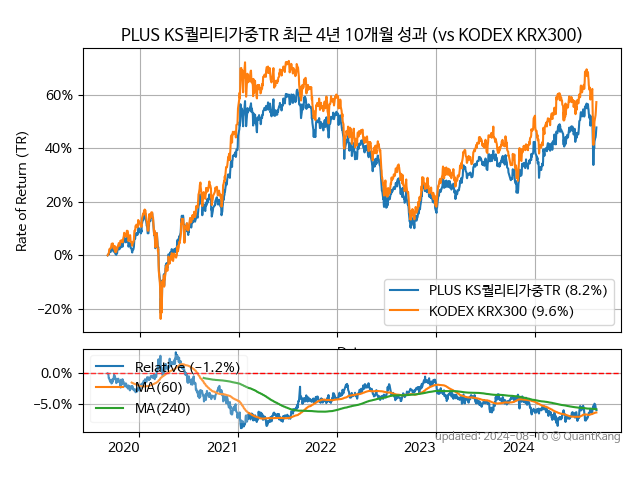 PLUS KS퀄리티가중TR 최근 4년 10개월 성과 (vs KODEX KRX300)
Rate of Return (TR)
60%
40%
20%
0%
−20%
PLUS KS퀄리티가중TR (8.2%)
KODEX KRX300 (9.6%)
0.0%
−5.0%
Relative (−1.2%)
MA(60)
MA(240)
2020 2021 2022 2023 2024
updated: 2024-08-16 © QuantKang